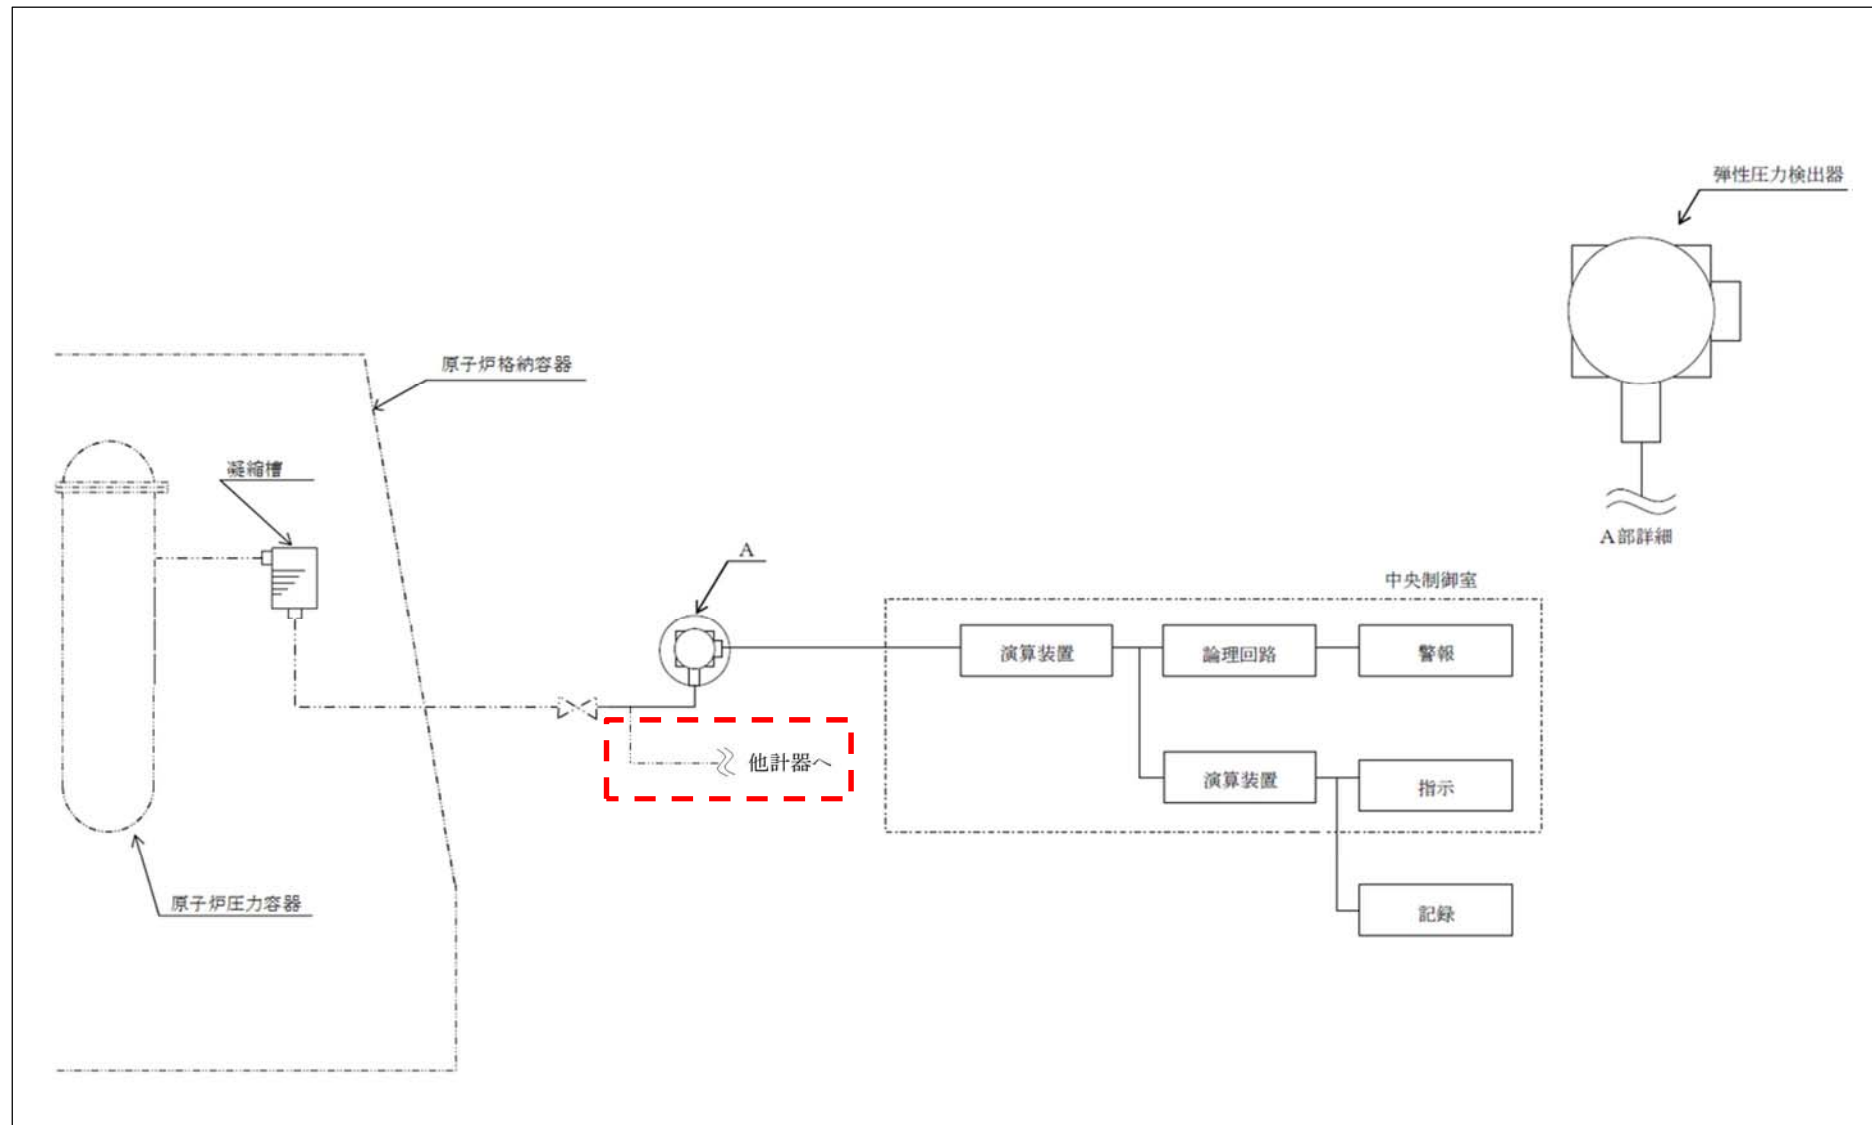 弾性圧力検出器
A部詳細
原子炉格納容器
凝縮槽
A
中央制御室
演算装置
論理回路
警報
他計器へ
演算装置
指示
原子炉圧力容器
記録